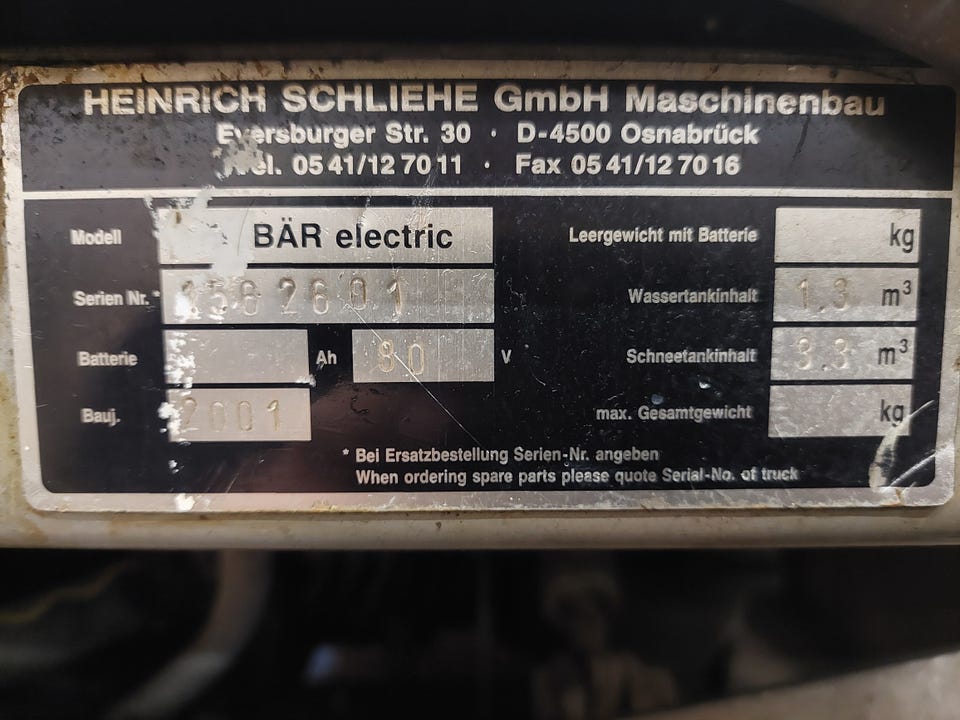 HEINRICH SCHLIEHE GmbH Maschinenbau
Eversburger Str. 30 · D-4500 Osnabrück
Tel. 05 41/12 70 11 · Fax 05 41/12 70 16
Modell BÄR electric Leergewicht mit Batterie kg
Serien Nr. * Wassertankinhalt 1.3 m³
Batterie Ah 80 V Schneetankinhalt 3.3 m³
Bauj. 2001 max. Gesamtgewicht kg
* Bei Ersatzbestellung Serien-Nr. angeben
When ordering spare parts please quote Serial-No. of truck